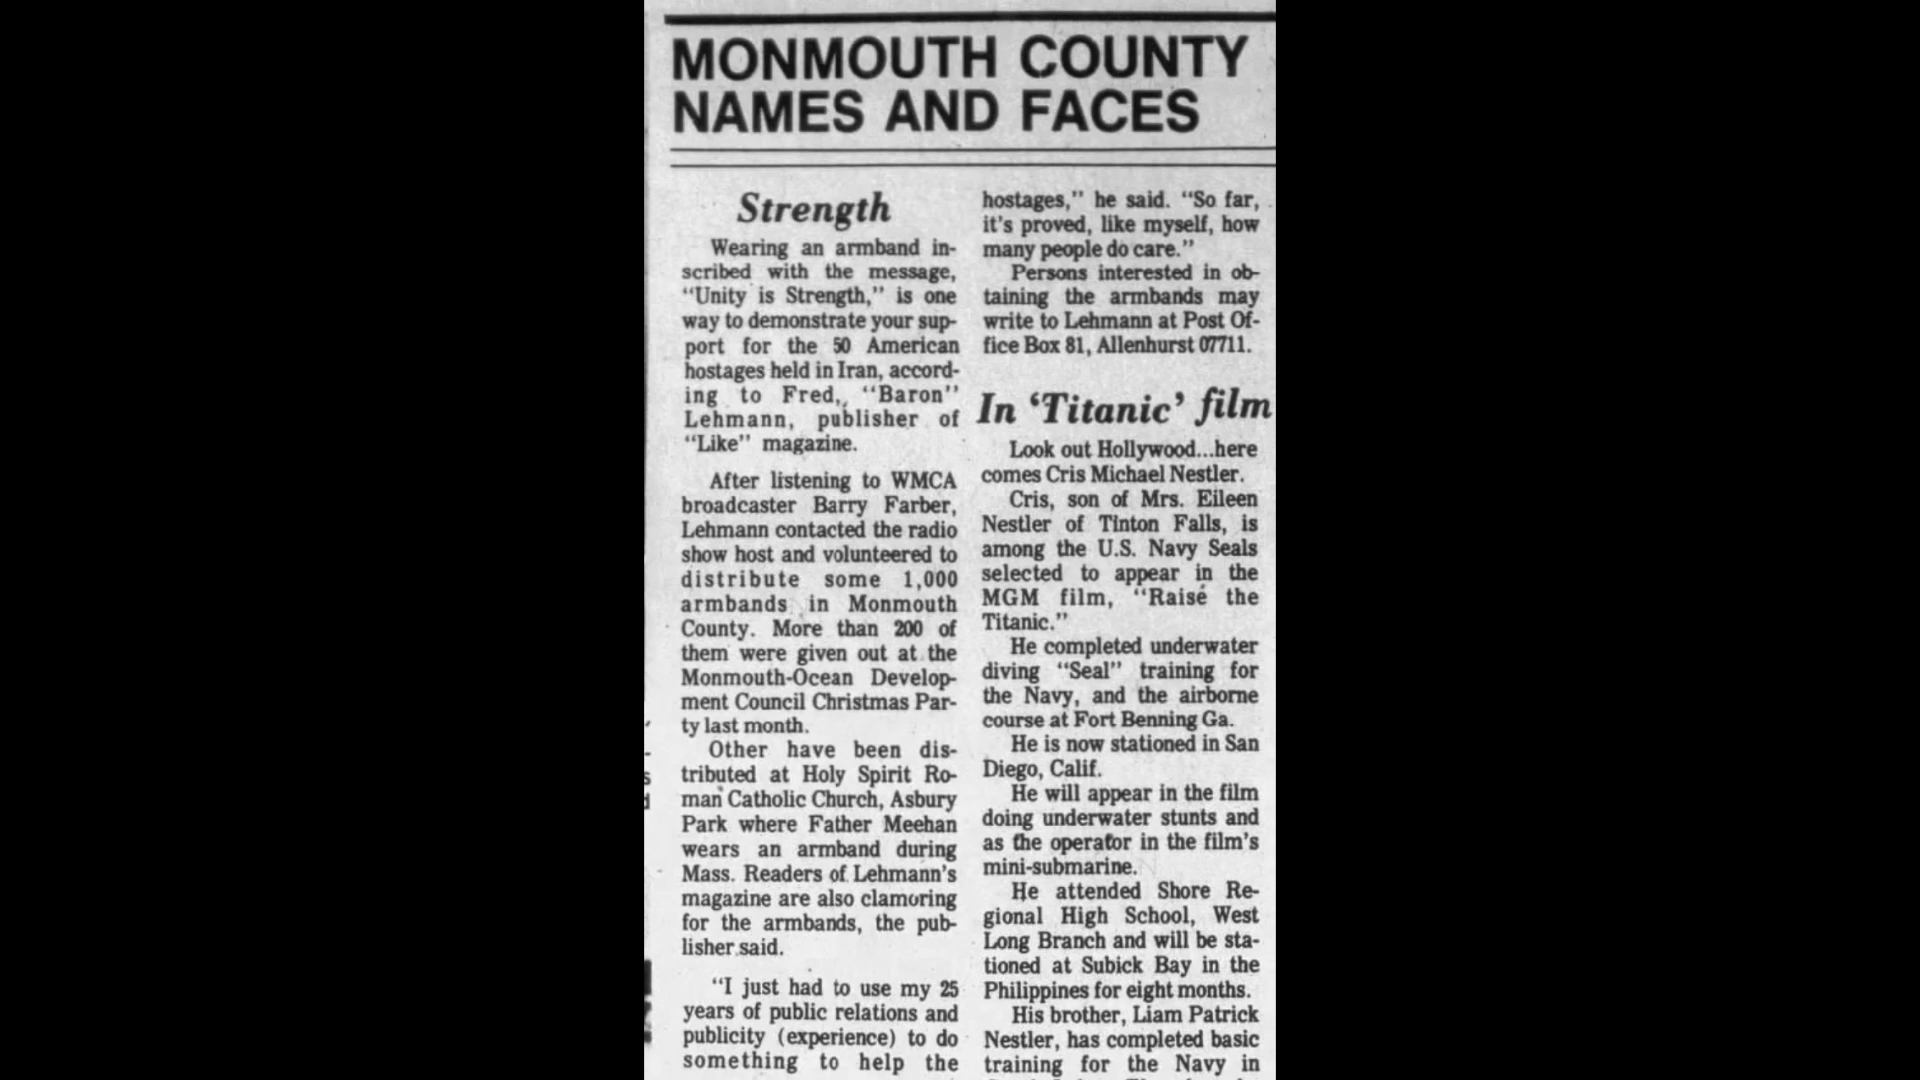 MONMOUTH COUNTY
NAMES AND FACES
Strength
Wearing an armband in-
scribed with the message,
“Unity is Strength,” is one
way to demonstrate your sup-
port for the 50 American
hostages held in Iran, accord-
ing to Fred, “Baron”
Lehmann, publisher of
“Like” magazine.
After listening to WMCA
broadcaster Barry Farber,
Lehmann contacted the radio
show host and volunteered to
distribute some 1,000
armbands in Monmouth
County. More than 200 of
them were given out at the
Monmouth-Ocean Develop-
ment Council Christmas Par-
ty last month.
Other have been dis-
tributed at Holy Spirit Ro-
man Catholic Church, Asbury
Park where Father Meehan
wears an armband during
Mass. Readers of Lehmann's
magazine are also clamoring
for the armbands, the pub-
lisher said.
“I just had to use my 25
years of public relations and
publicity (experience) to do
something to help the
hostages,” he said. “So far,
it's proved, like myself, how
many people do care.”
Persons interested in ob-
taining the armbands may
write to Lehmann at Post Of-
fice Box 81, Allenhurst 07711.
In ‘Titanic’ film
Look out Hollywood...here
comes Cris Michael Nestler.
Cris, son of Mrs. Eileen
Nestler of Tinton Falls, is
among the U.S. Navy Seals
selected to appear in the
MGM film, “Raise the
Titanic.”
He completed underwater
diving “Seal” training for
the Navy, and the airborne
course at Fort Benning Ga.
He is now stationed in San
Diego, Calif.
He will appear in the film
doing underwater stunts and
as the operator in the film's
mini-submarine.
He attended Shore Re-
gional High School, West
Long Branch and will be sta-
tioned at Subick Bay in the
Philippines for eight months.
His brother, Liam Patrick
Nestler, has completed basic
training for the Navy in